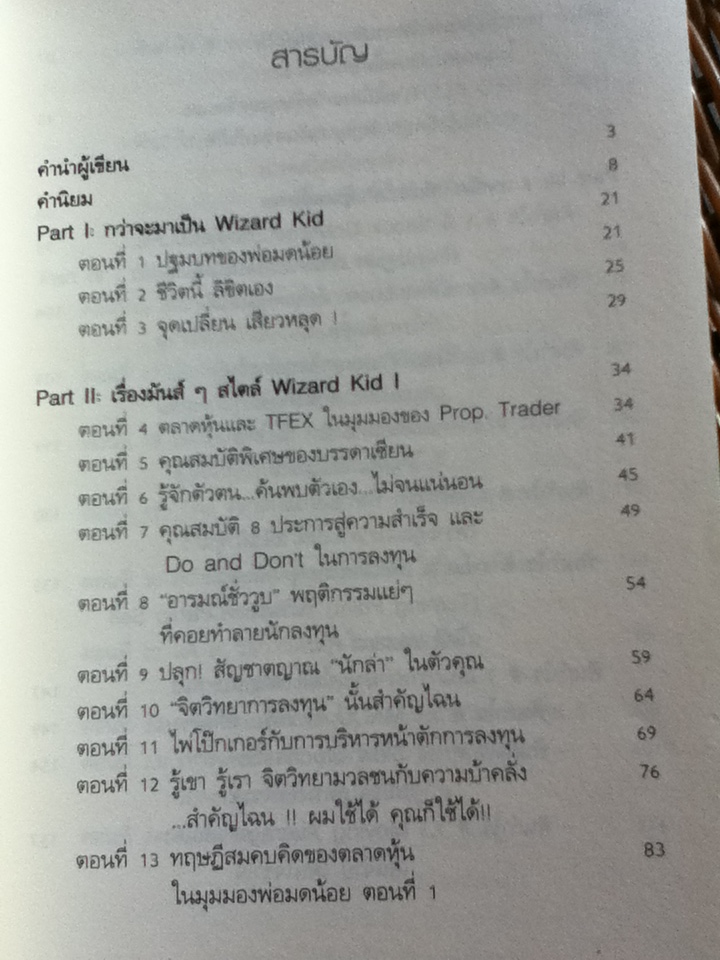 สารบัญ
คำนำผู้เขียน 3
คำนิยม 8
Part I: กว่าจะมาเป็น Wizard Kid 21
ตอนที่ 1 ปฐมบทของพ่อมดน้อย 21
ตอนที่ 2 ชีวิตนี้ ลิขิตเอง 25
ตอนที่ 3 จุดเปลี่ยน เสียวหลุด ! 29
Part II: เรื่องมันส์ ๆ สไตล์ Wizard Kid I 34
ตอนที่ 4 ตลาดหุ้นและ TFEX ในมุมมองของ Prop. Trader 34
ตอนที่ 5 คุณสมบัติพิเศษของบรรดาเซียน 41
ตอนที่ 6 รู้จักตัวตน...ค้นพบตัวเอง...ไม่จนแน่นอน 45
ตอนที่ 7 คุณสมบัติ 8 ประการสู่ความสำเร็จ และ 49
Do and Don't ในการลงทุน
ตอนที่ 8 "อารมณ์ชั่ววูบ" พฤติกรรมแย่ๆ 54
ที่คอยทำลายนักลงทุน
ตอนที่ 9 ปลุก! สัญชาตญาณ "นักล่า" ในตัวคุณ 59
ตอนที่ 10 "จิตวิทยาการลงทุน" นั้นสำคัญไฉน 64
ตอนที่ 11 ไพ่โป๊กเกอร์กับการบริหารหน้าตักการลงทุน 69
ตอนที่ 12 รู้เขา รู้เรา จิตวิทยามวลชนกับความบ้าคลั่ง 76
...สำคัญไฉน !! ผมใช้ได้ คุณก็ใช้ได้!!
ตอนที่ 13 ทฤษฎีสมคบคิดของตลาดหุ้น 83
ในมุมมองพ่อมดน้อย ตอนที่ 1